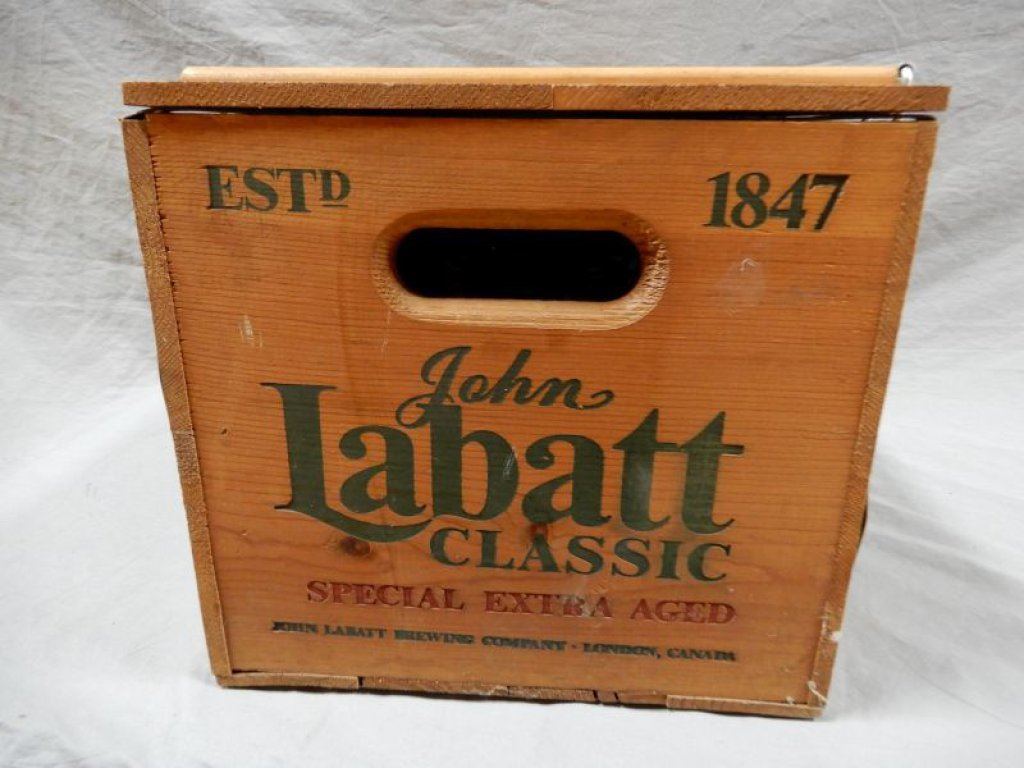 ESTD 1847
John
Labatt
CLASSIC
SPECIAL EXTRA AGED
JOHN LABATT BREWING COMPANY · LONDON, CANADA